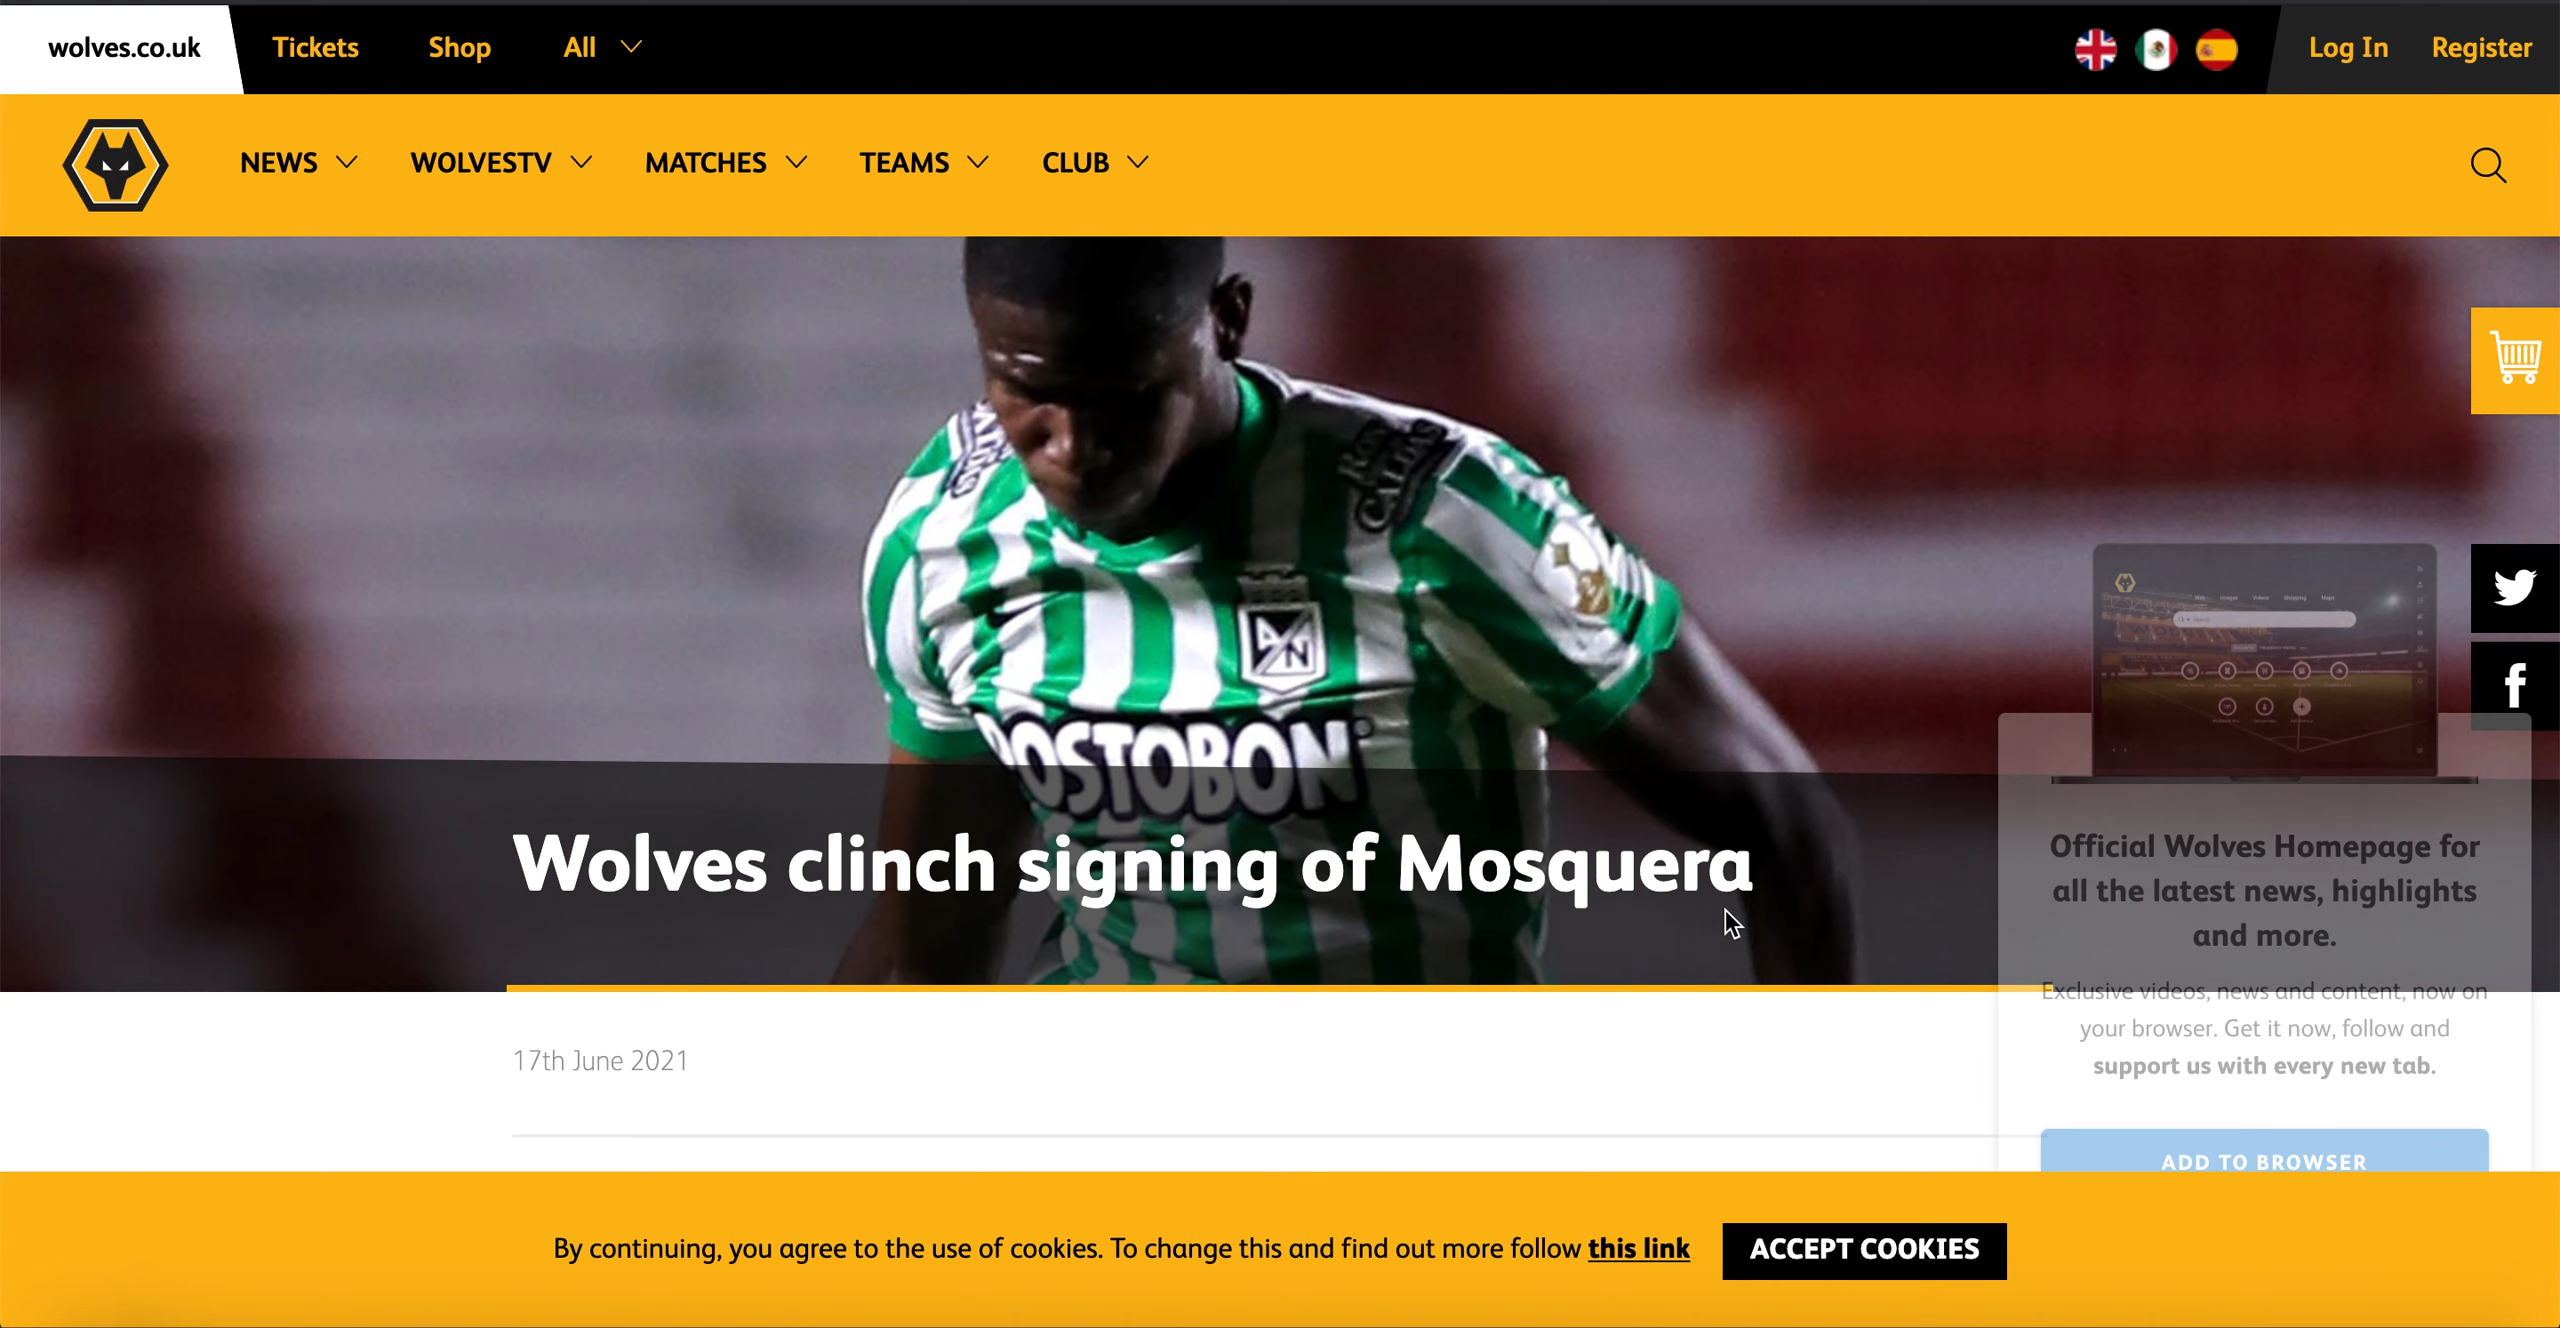 wolves.co.uk
Tickets
Shop
All
Log In
Register
NEWS
WOLVESTV
MATCHES
TEAMS
CLUB
Ron
CALDAS
AN
POSTOBON
Wolves clinch signing of Mosquera
Official Wolves Homepage for
all the latest news, highlights
and more.
Exclusive videos, news and content, now on
your browser. Get it now, follow and
support us with every new tab.
17th June 2021
ADD TO BROWSER
By continuing, you agree to the use of cookies. To change this and find out more follow this link
ACCEPT COOKIES